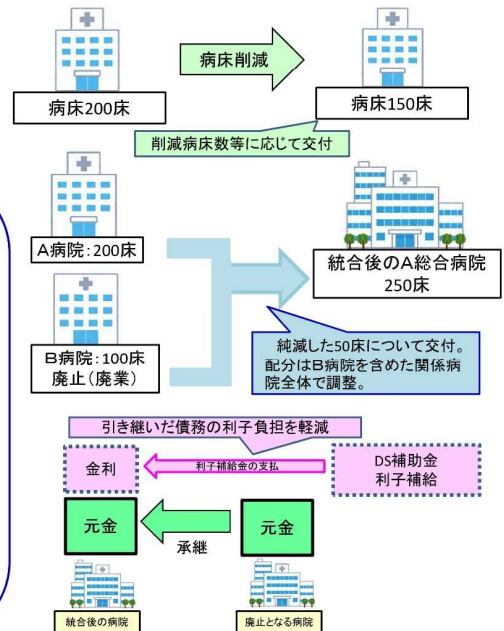 病床削減
病床200床
病床150床
削減病床数等に応じて交付
A病院：200床
B病院：100床
廃止（廃業）
統合後のA総合病院
250床
純減した50床について交付。
配分はB病院を含めた関係病
院全体で調整。
引き継いだ債務の利子負担を軽減
金利
利子補給金の支払
DS補助金
利子補給
元金
承継
元金
統合後の病院
廃止となる病院